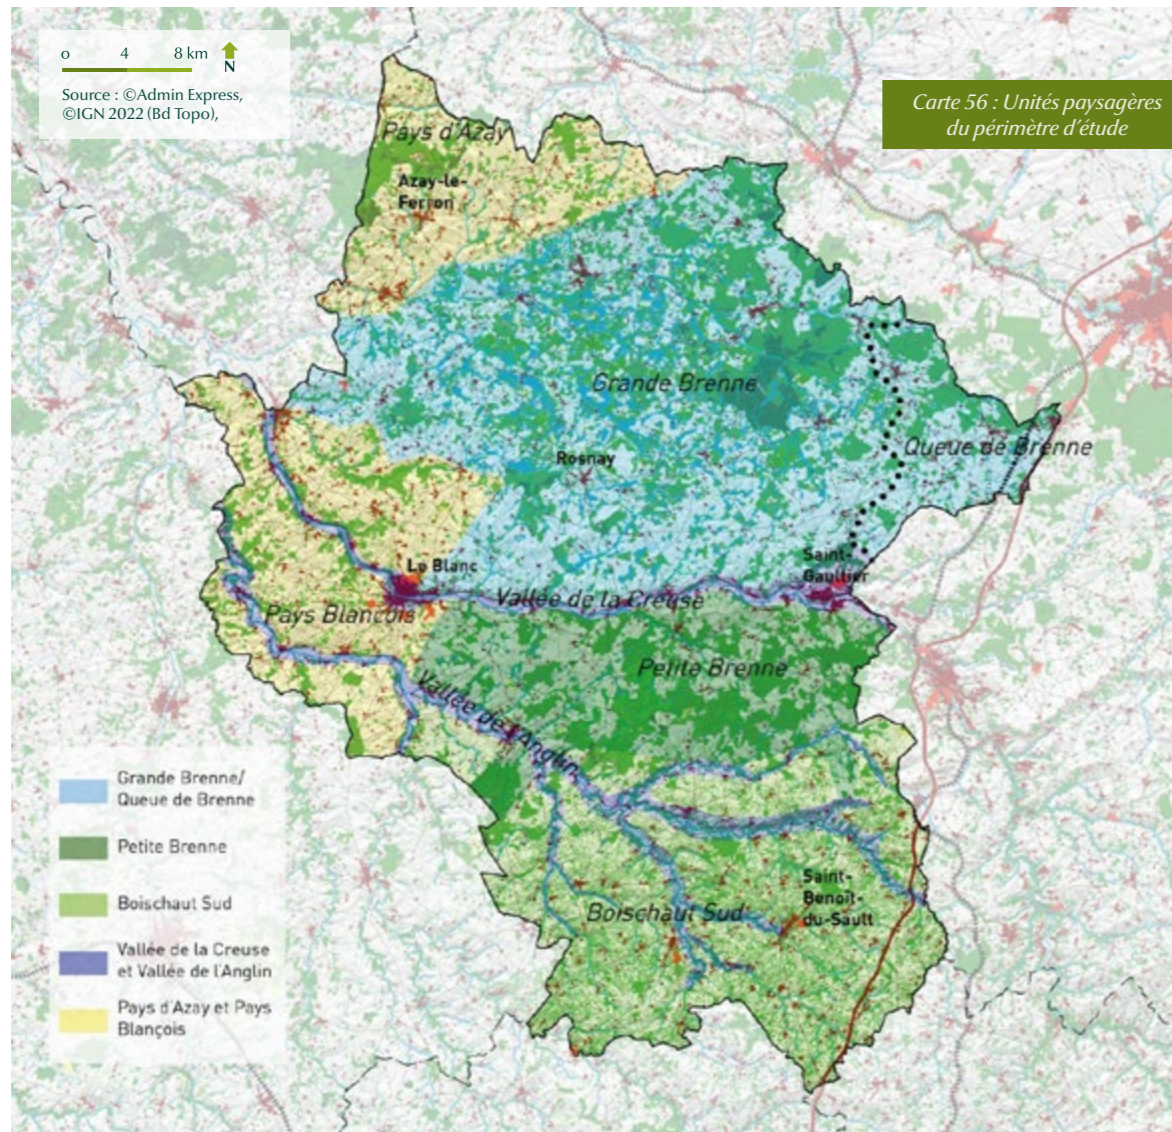 o 4 8 km
N
Source : ©Admin Express,
©IGN 2022 (Bd Topo),
Carte 56 : Unités paysagères
du périmètre d'étude
Pays d'Azay
Azay-le-
Ferron
Grande Brenne
Queue de Brenne
Rosnay
Le Blanc
Saint-
Gaultier
Vallée de la Creuse
Pays Blançois
Petite Brenne
Vallée de l'Anglin
Saint-
Benoît-
du-Sault
Boischaut Sud
Grande Brenne/
Queue de Brenne
Petite Brenne
Boischaut Sud
Vallée de la Creuse
et Vallée de l'Anglin
Pays d'Azay et Pays
Blançois